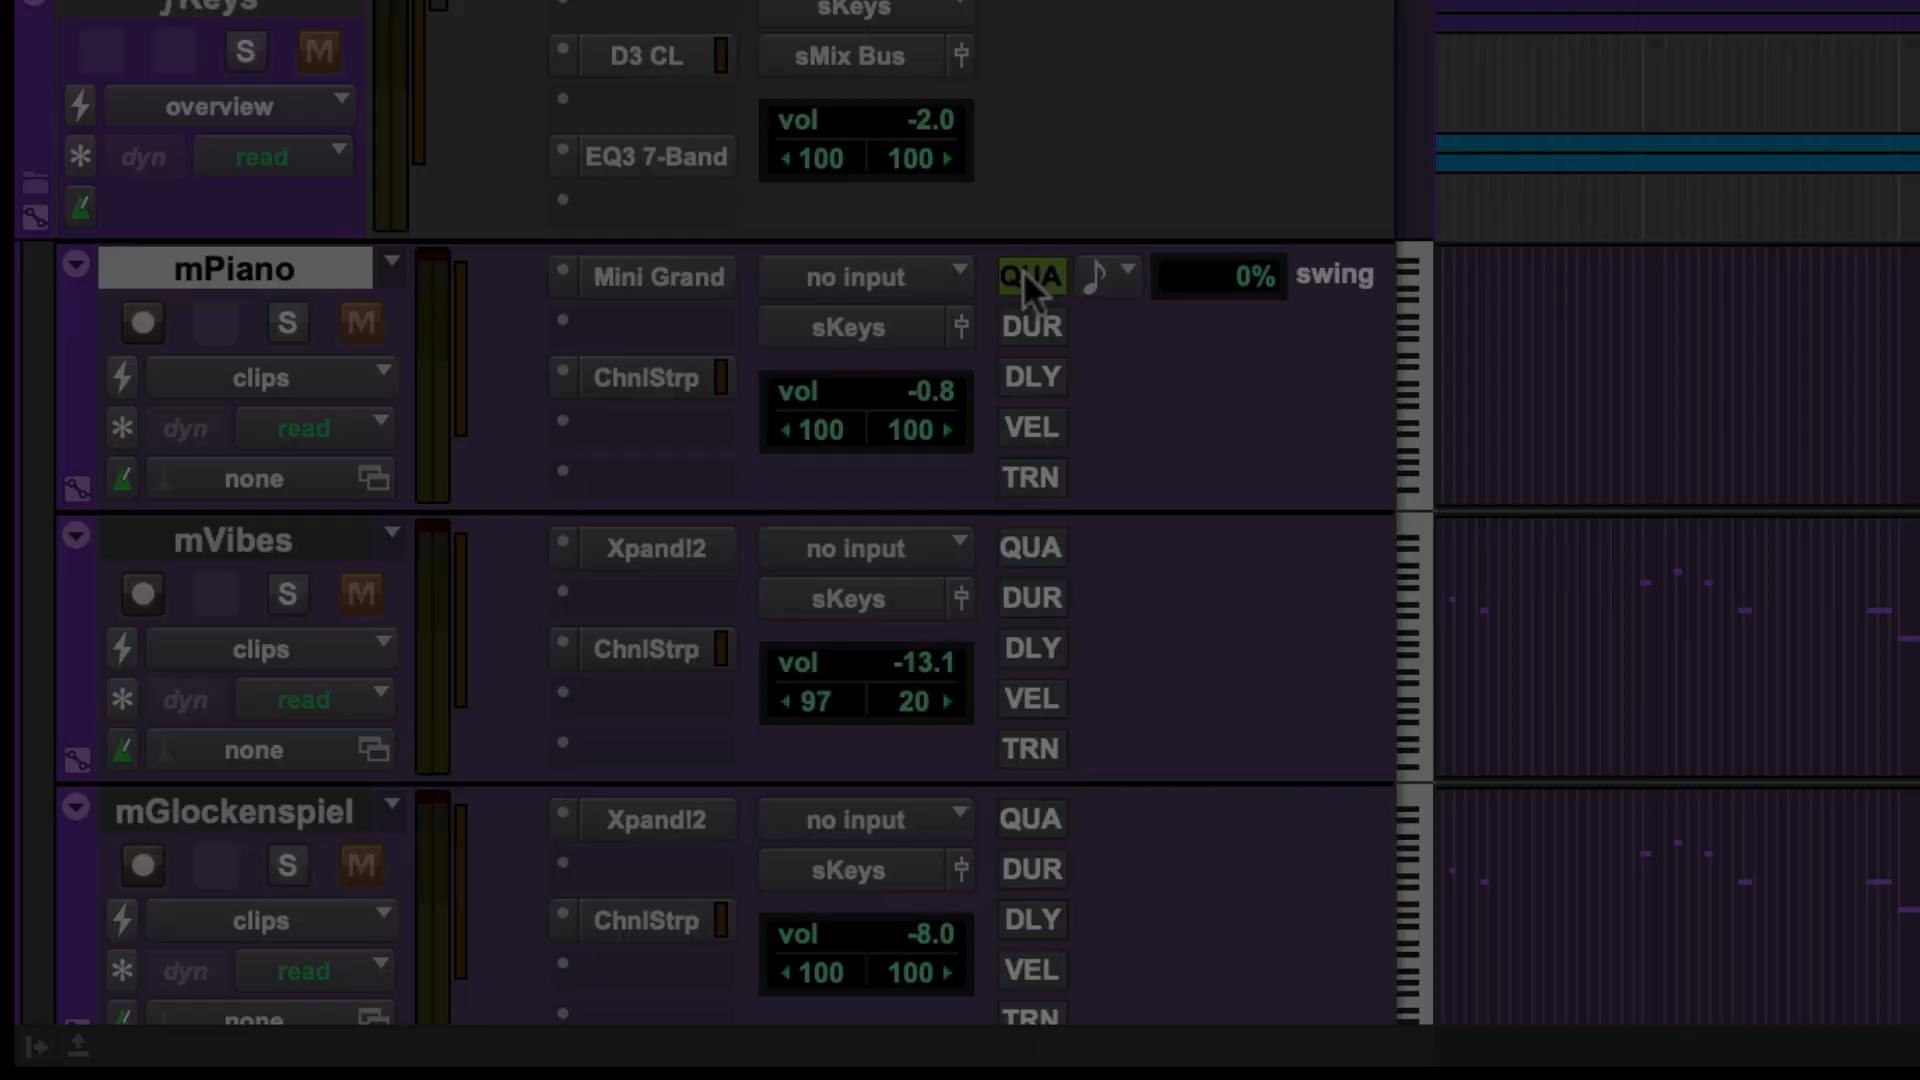 sKeys
S M D3 CL sMix Bus
overview vol -2.0
dyn read EQ3 7-Band 100 100
mPiano Mini Grand no input QUA 0% swing
S M sKeys DUR
clips ChnlStrp vol -0.8 DLY
dyn read 100 100 VEL
none TRN
mVibes Xpand!2 no input QUA
S M sKeys DUR
clips ChnlStrp vol -13.1 DLY
dyn read 97 20 VEL
none TRN
mGlockenspiel Xpand!2 no input QUA
S M sKeys DUR
clips ChnlStrp vol -8.0 DLY
dyn read 100 100 VEL
none TRN